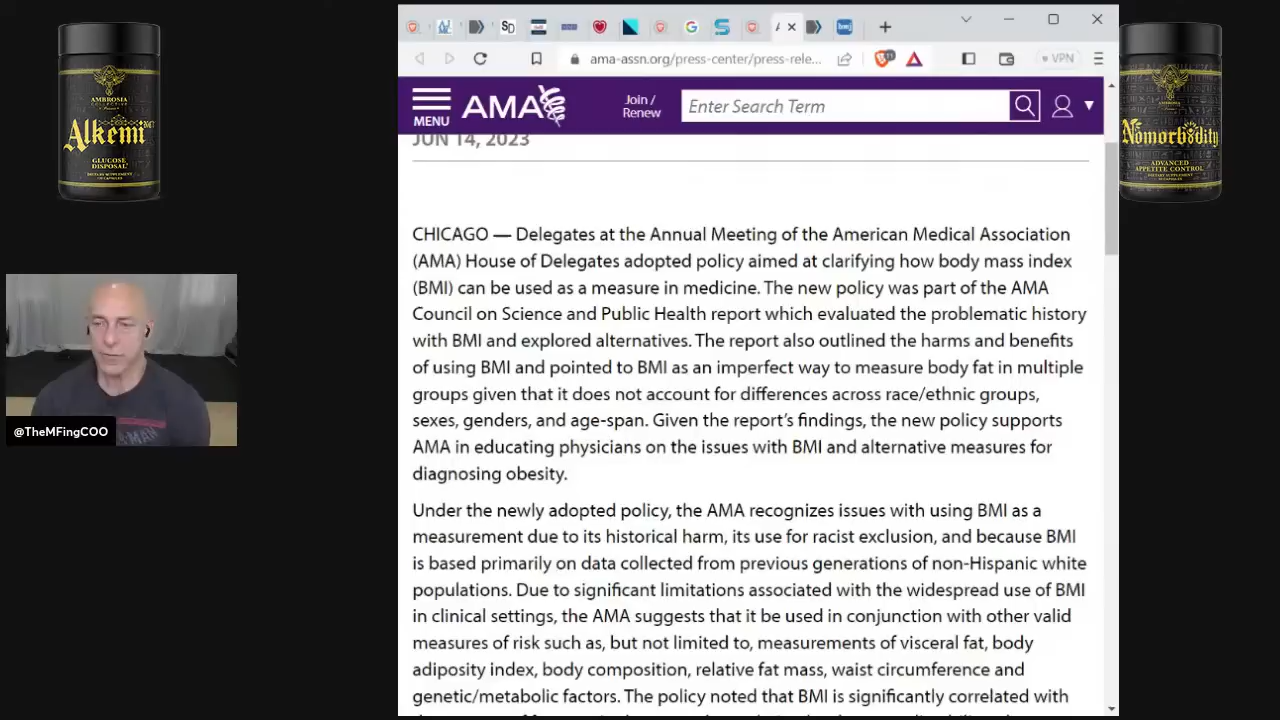 AMBROSIA
COLLECTIVE
Alkemi
GLUCOSE
DISPOSAL
DIETARY SUPPLEMENT
@TheMFingCOO
SD
G
bmj
ama-assn.org/press-center/press-rele...
11
VPN
MENU
AMA
Join /
Renew
Enter Search Term
JUN 14, 2023
CHICAGO — Delegates at the Annual Meeting of the American Medical Association
(AMA) House of Delegates adopted policy aimed at clarifying how body mass index
(BMI) can be used as a measure in medicine. The new policy was part of the AMA
Council on Science and Public Health report which evaluated the problematic history
with BMI and explored alternatives. The report also outlined the harms and benefits
of using BMI and pointed to BMI as an imperfect way to measure body fat in multiple
groups given that it does not account for differences across race/ethnic groups,
sexes, genders, and age-span. Given the report’s findings, the new policy supports
AMA in educating physicians on the issues with BMI and alternative measures for
diagnosing obesity.
Under the newly adopted policy, the AMA recognizes issues with using BMI as a
measurement due to its historical harm, its use for racist exclusion, and because BMI
is based primarily on data collected from previous generations of non-Hispanic white
populations. Due to significant limitations associated with the widespread use of BMI
in clinical settings, the AMA suggests that it be used in conjunction with other valid
measures of risk such as, but not limited to, measurements of visceral fat, body
adiposity index, body composition, relative fat mass, waist circumference and
genetic/metabolic factors. The policy noted that BMI is significantly correlated with
Nomorbidity
ADVANCED
APPETITE CONTROL
DIETARY SUPPLEMENT